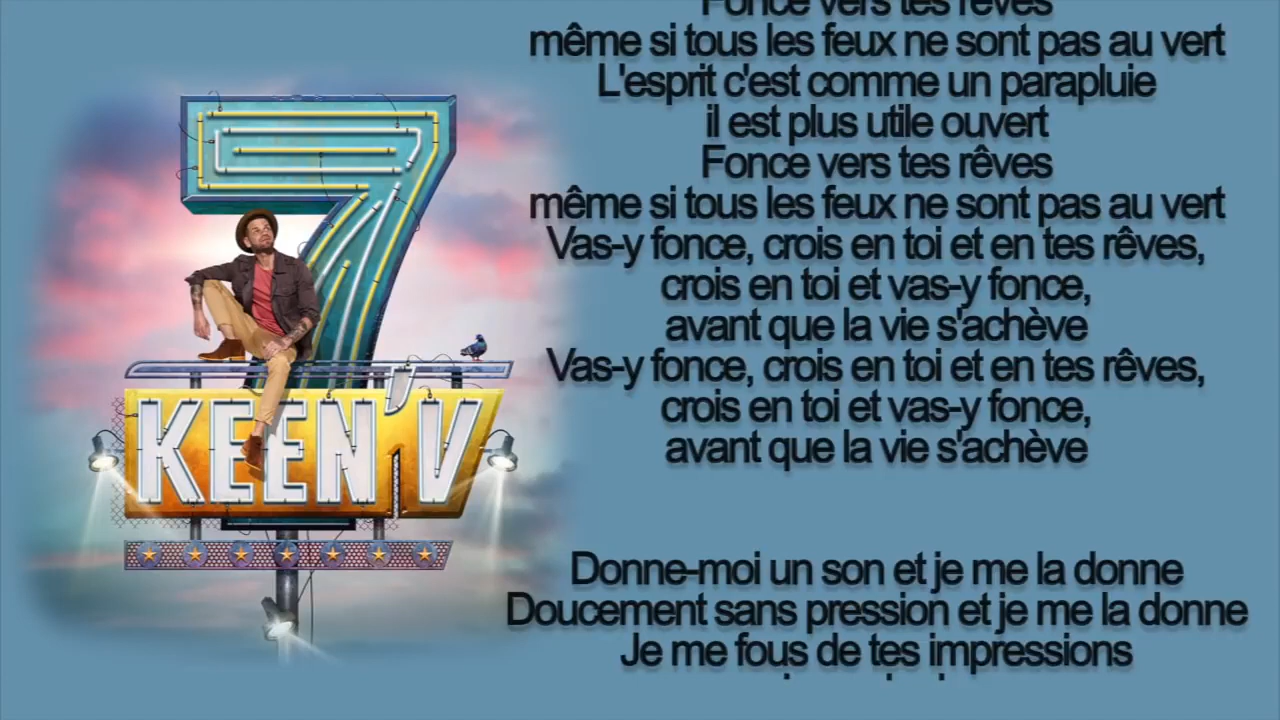 7
KEEN'V
Fonce vers tes rêves
même si tous les feux ne sont pas au vert
L'esprit c'est comme un parapluie
il est plus utile ouvert
Fonce vers tes rêves
même si tous les feux ne sont pas au vert
Vas-y fonce, crois en toi et en tes rêves,
crois en toi et vas-y fonce,
avant que la vie s'achève
Vas-y fonce, crois en toi et en tes rêves,
crois en toi et vas-y fonce,
avant que la vie s'achève
Donne-moi un son et je me la donne
Doucement sans pression et je me la donne
Je me fous de tes impressions